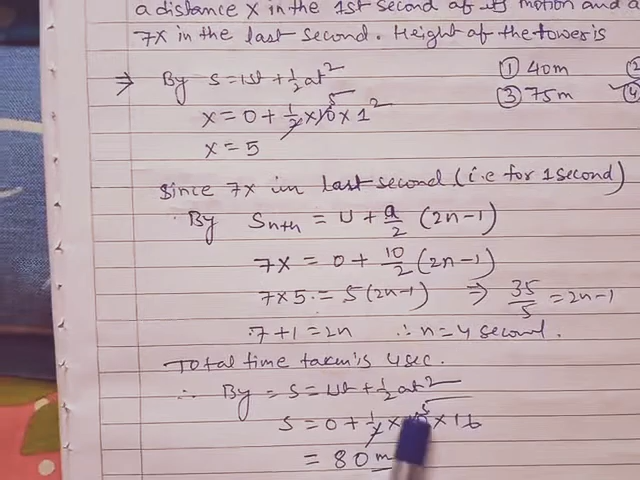 a distance x in the 1st second of its motion and a
7x in the last second. Height of the tower is
⇒ By s = ut + ½at²
① 40m
③ 75m
x = 0 + ½ × 10 × 1²
5
x = 5
Since 7x in last second (i.e for 1 second)
By Snth = U + a/2 (2n-1)
7x = 0 + 10/2 (2n-1)
7x5 = 5(2n-1) ⇒ 35/5 = 2n-1
7+1 = 2n ∴ n = 4 second.
Total time taken is 4 sec.
∴ By = s = ut + ½at²
s = 0 + ½ × × 16
= 80 m